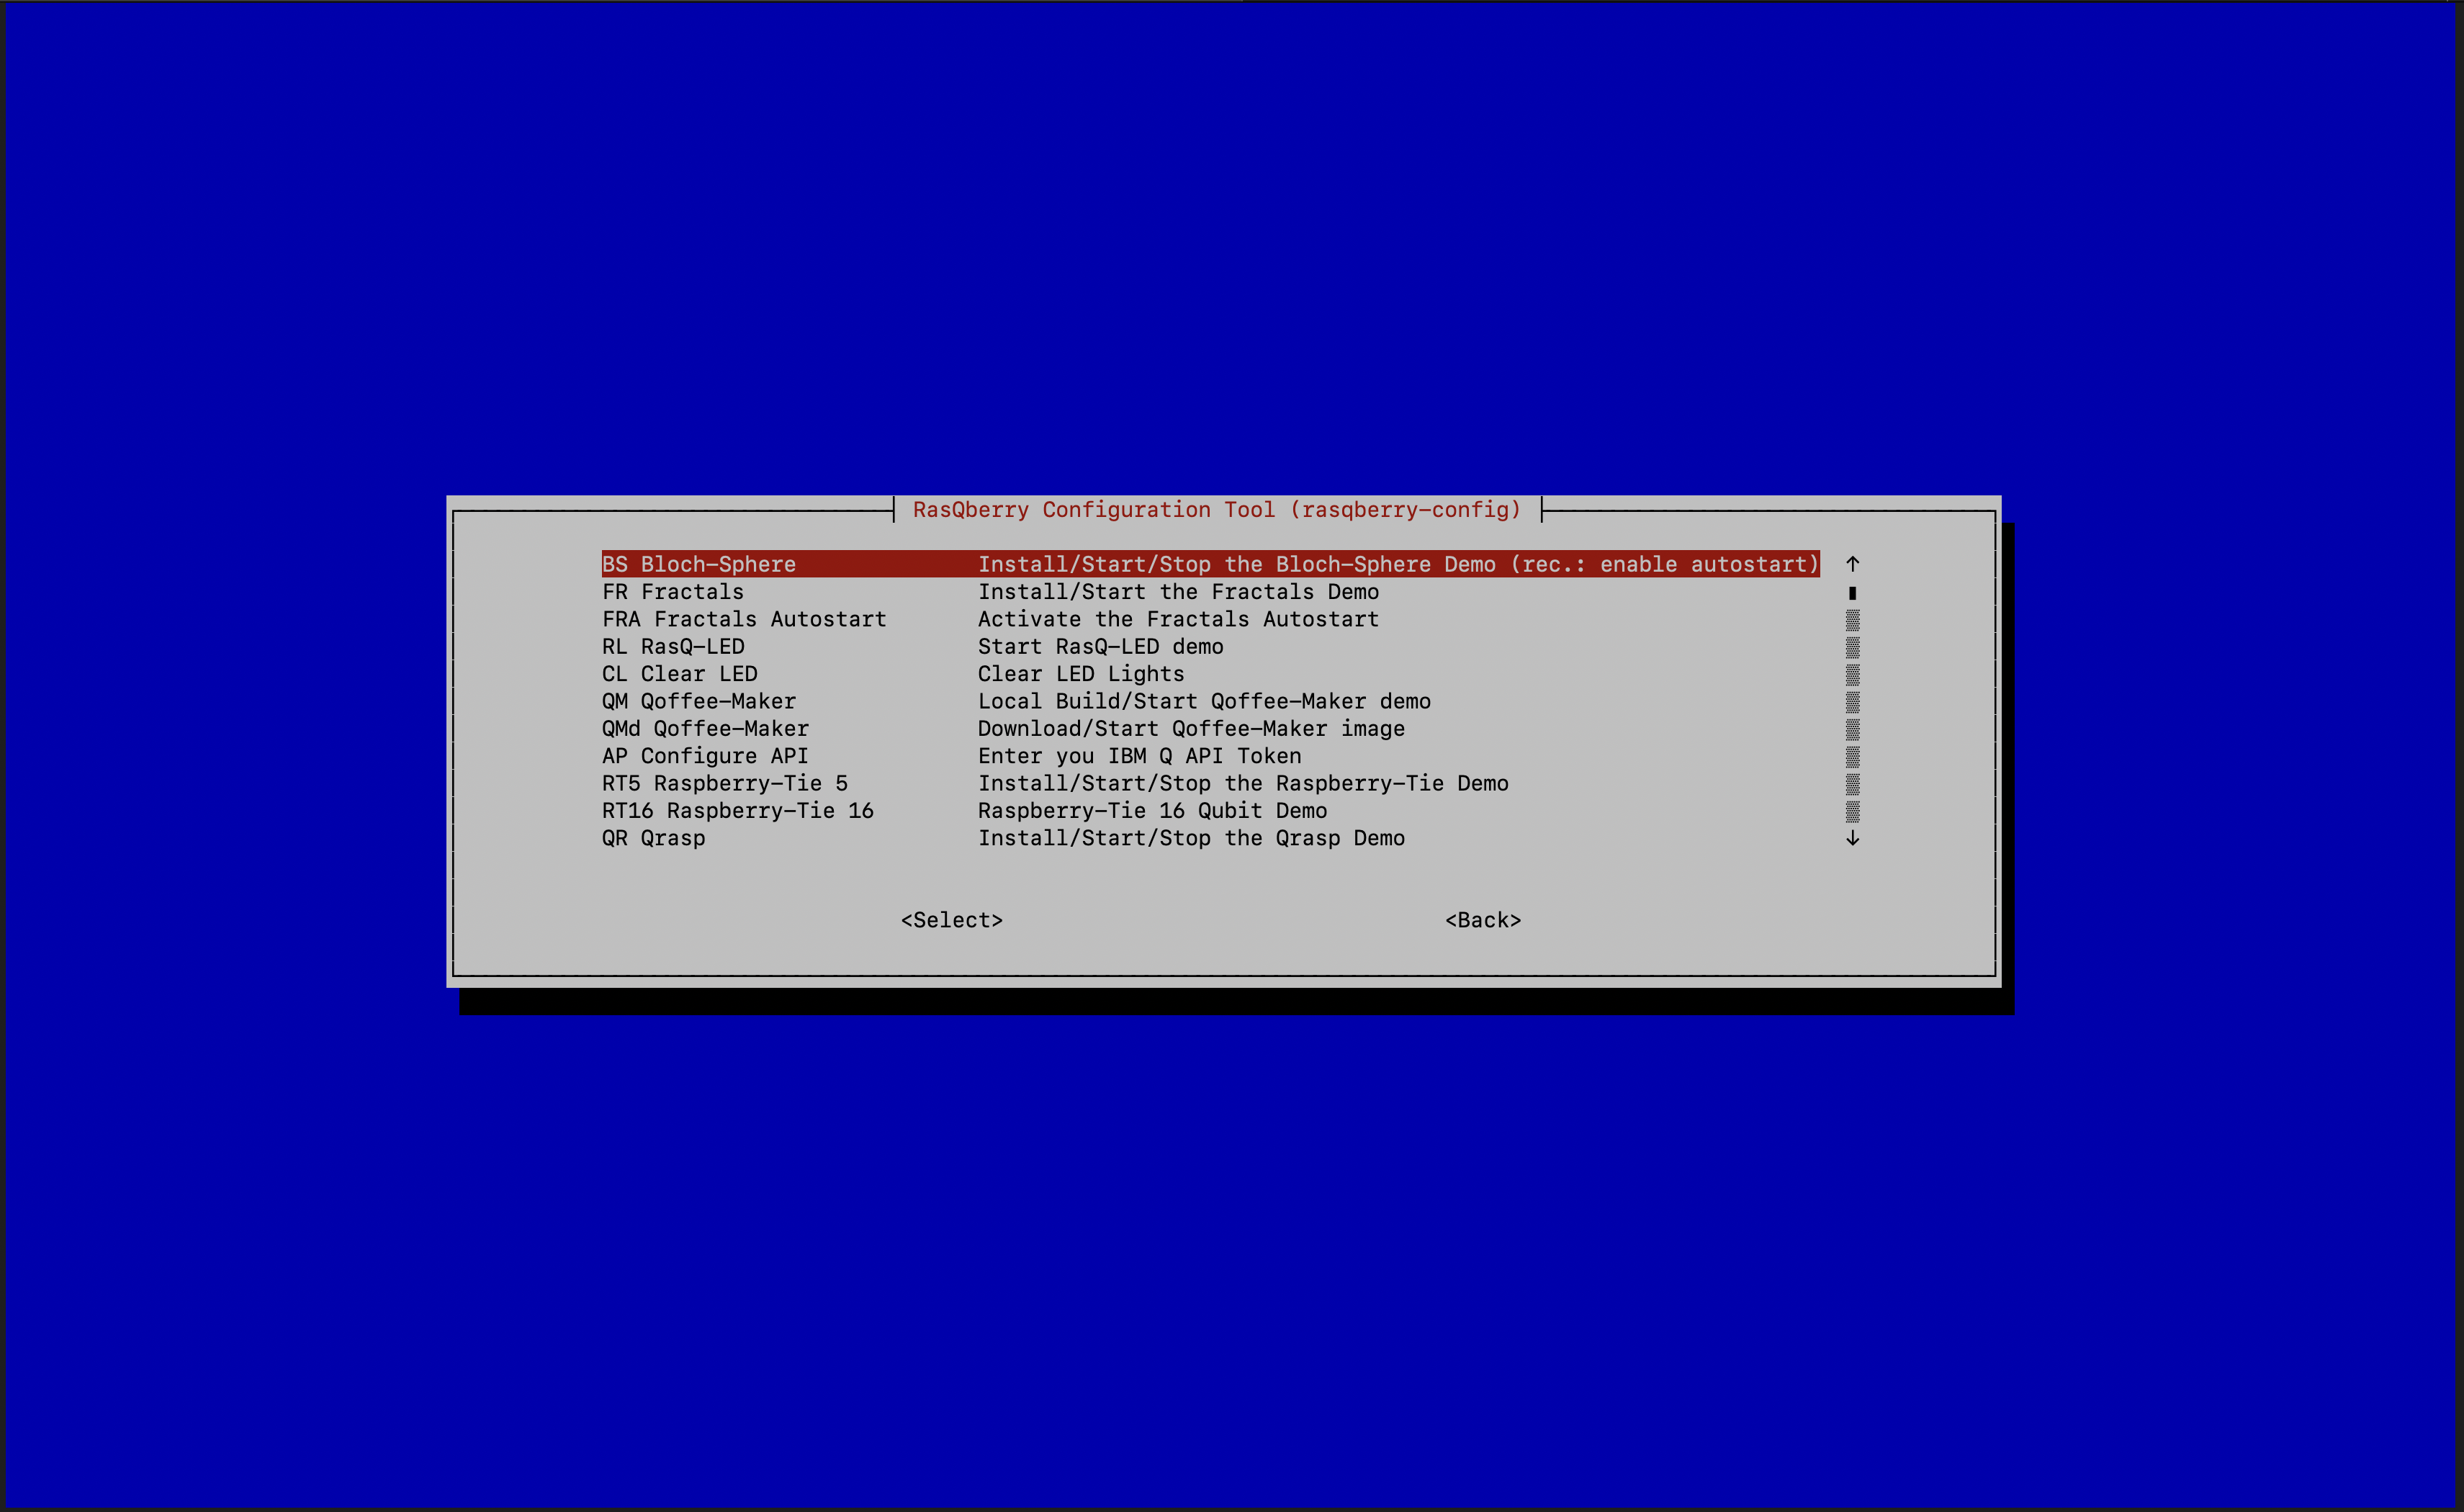 RasQberry Configuration Tool (rasqberry-config)
BS Bloch-Sphere Install/Start/Stop the Bloch-Sphere Demo (rec.: enable autostart) ↑
FR Fractals Install/Start the Fractals Demo
FRA Fractals Autostart Activate the Fractals Autostart
RL RasQ-LED Start RasQ-LED demo
CL Clear LED Clear LED Lights
QM Qoffee-Maker Local Build/Start Qoffee-Maker demo
QMd Qoffee-Maker Download/Start Qoffee-Maker image
AP Configure API Enter you IBM Q API Token
RT5 Raspberry-Tie 5 Install/Start/Stop the Raspberry-Tie Demo
RT16 Raspberry-Tie 16 Raspberry-Tie 16 Qubit Demo
QR Qrasp Install/Start/Stop the Qrasp Demo ↓
<Select> <Back>